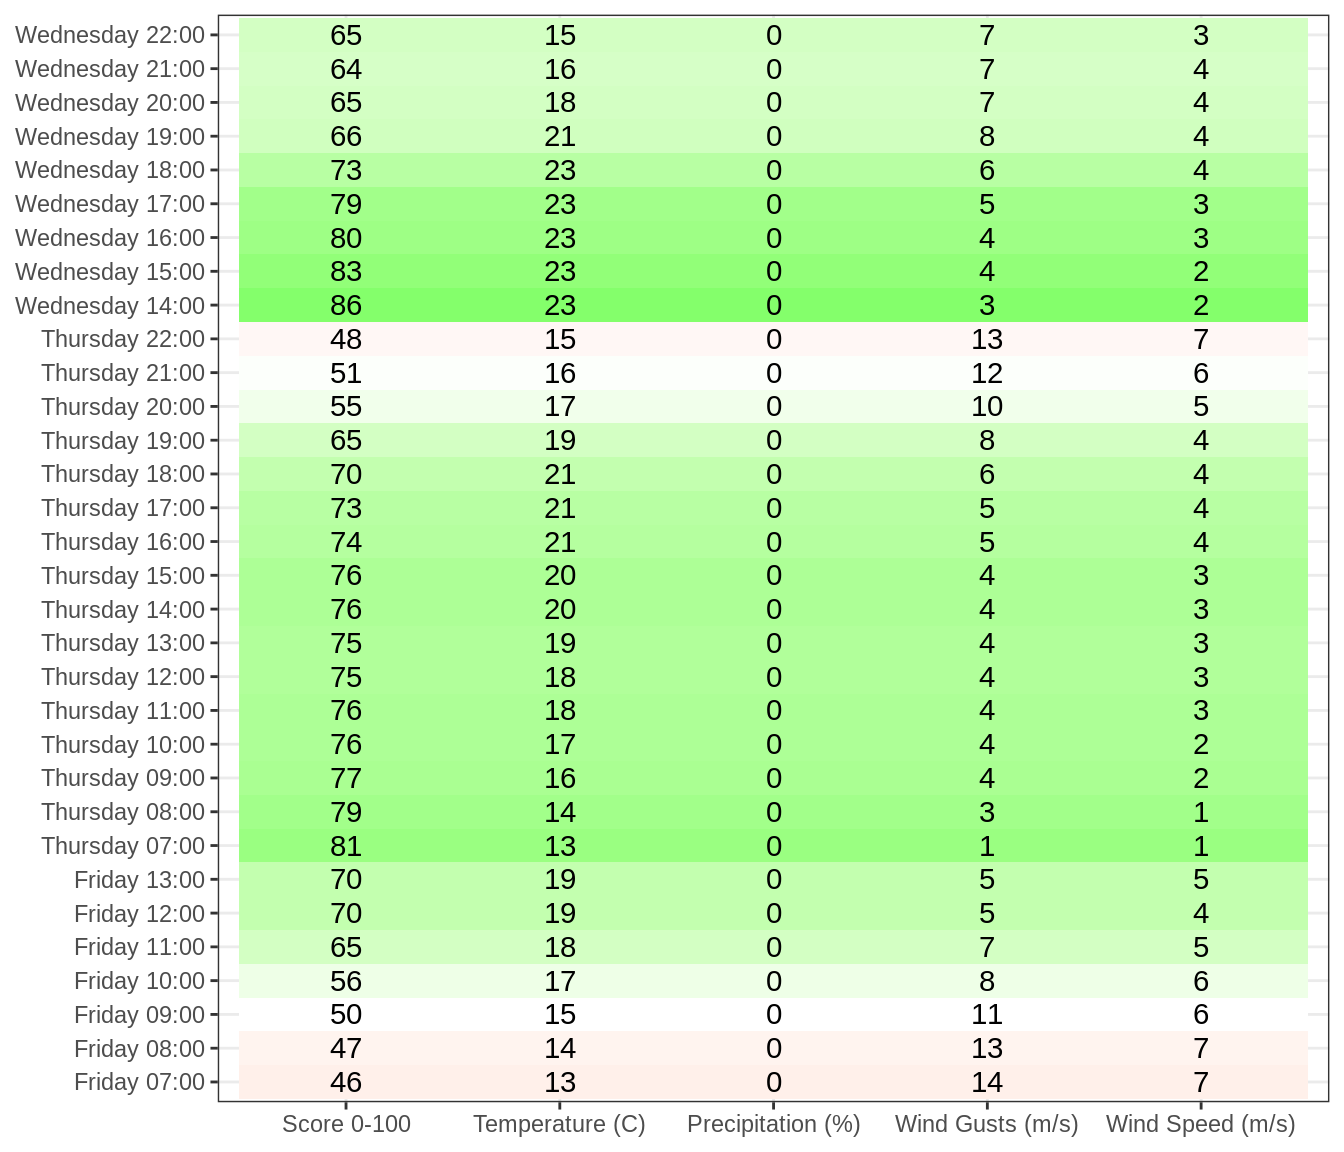 Wednesday 22:00 65 15 0 7 3
Wednesday 21:00 64 16 0 7 4
Wednesday 20:00 65 18 0 7 4
Wednesday 19:00 66 21 0 8 4
Wednesday 18:00 73 23 0 6 4
Wednesday 17:00 79 23 0 5 3
Wednesday 16:00 80 23 0 4 3
Wednesday 15:00 83 23 0 4 2
Wednesday 14:00 86 23 0 3 2
Thursday 22:00 48 15 0 13 7
Thursday 21:00 51 16 0 12 6
Thursday 20:00 55 17 0 10 5
Thursday 19:00 65 19 0 8 4
Thursday 18:00 70 21 0 6 4
Thursday 17:00 73 21 0 5 4
Thursday 16:00 74 21 0 5 4
Thursday 15:00 76 20 0 4 3
Thursday 14:00 76 20 0 4 3
Thursday 13:00 75 19 0 4 3
Thursday 12:00 75 18 0 4 3
Thursday 11:00 76 18 0 4 3
Thursday 10:00 76 17 0 4 2
Thursday 09:00 77 16 0 4 2
Thursday 08:00 79 14 0 3 1
Thursday 07:00 81 13 0 1 1
Friday 13:00 70 19 0 5 5
Friday 12:00 70 19 0 5 4
Friday 11:00 65 18 0 7 5
Friday 10:00 56 17 0 8 6
Friday 09:00 50 15 0 11 6
Friday 08:00 47 14 0 13 7
Friday 07:00 46 13 0 14 7
Score 0-100 Temperature (C) Precipitation (%) Wind Gusts (m/s) Wind Speed (m/s)